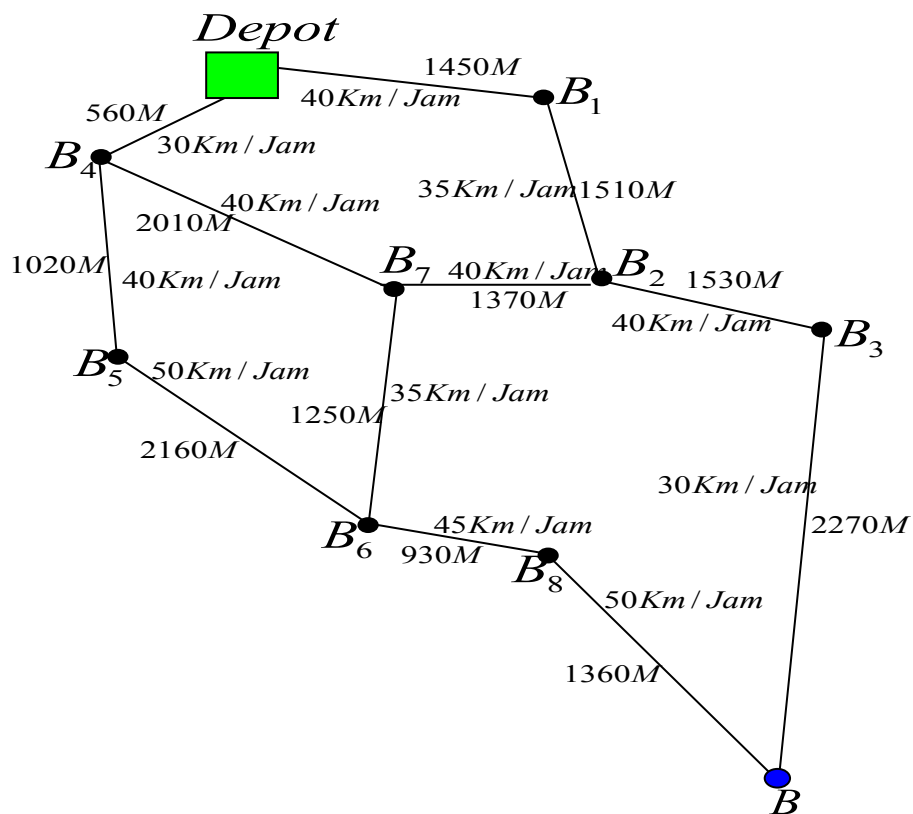 Depot
1450M
B1
40Km / Jam
560M
30Km / Jam
B4
35Km / Jam
1510M
40Km / Jam
2010M
1020M
40Km / Jam
B7
40Km / Jam
B2
1530M
1370M
40Km / Jam
B3
B5
50Km / Jam
35Km / Jam
1250M
2160M
30Km / Jam
2270M
45Km / Jam
B6
930M
B8
50Km / Jam
1360M
B